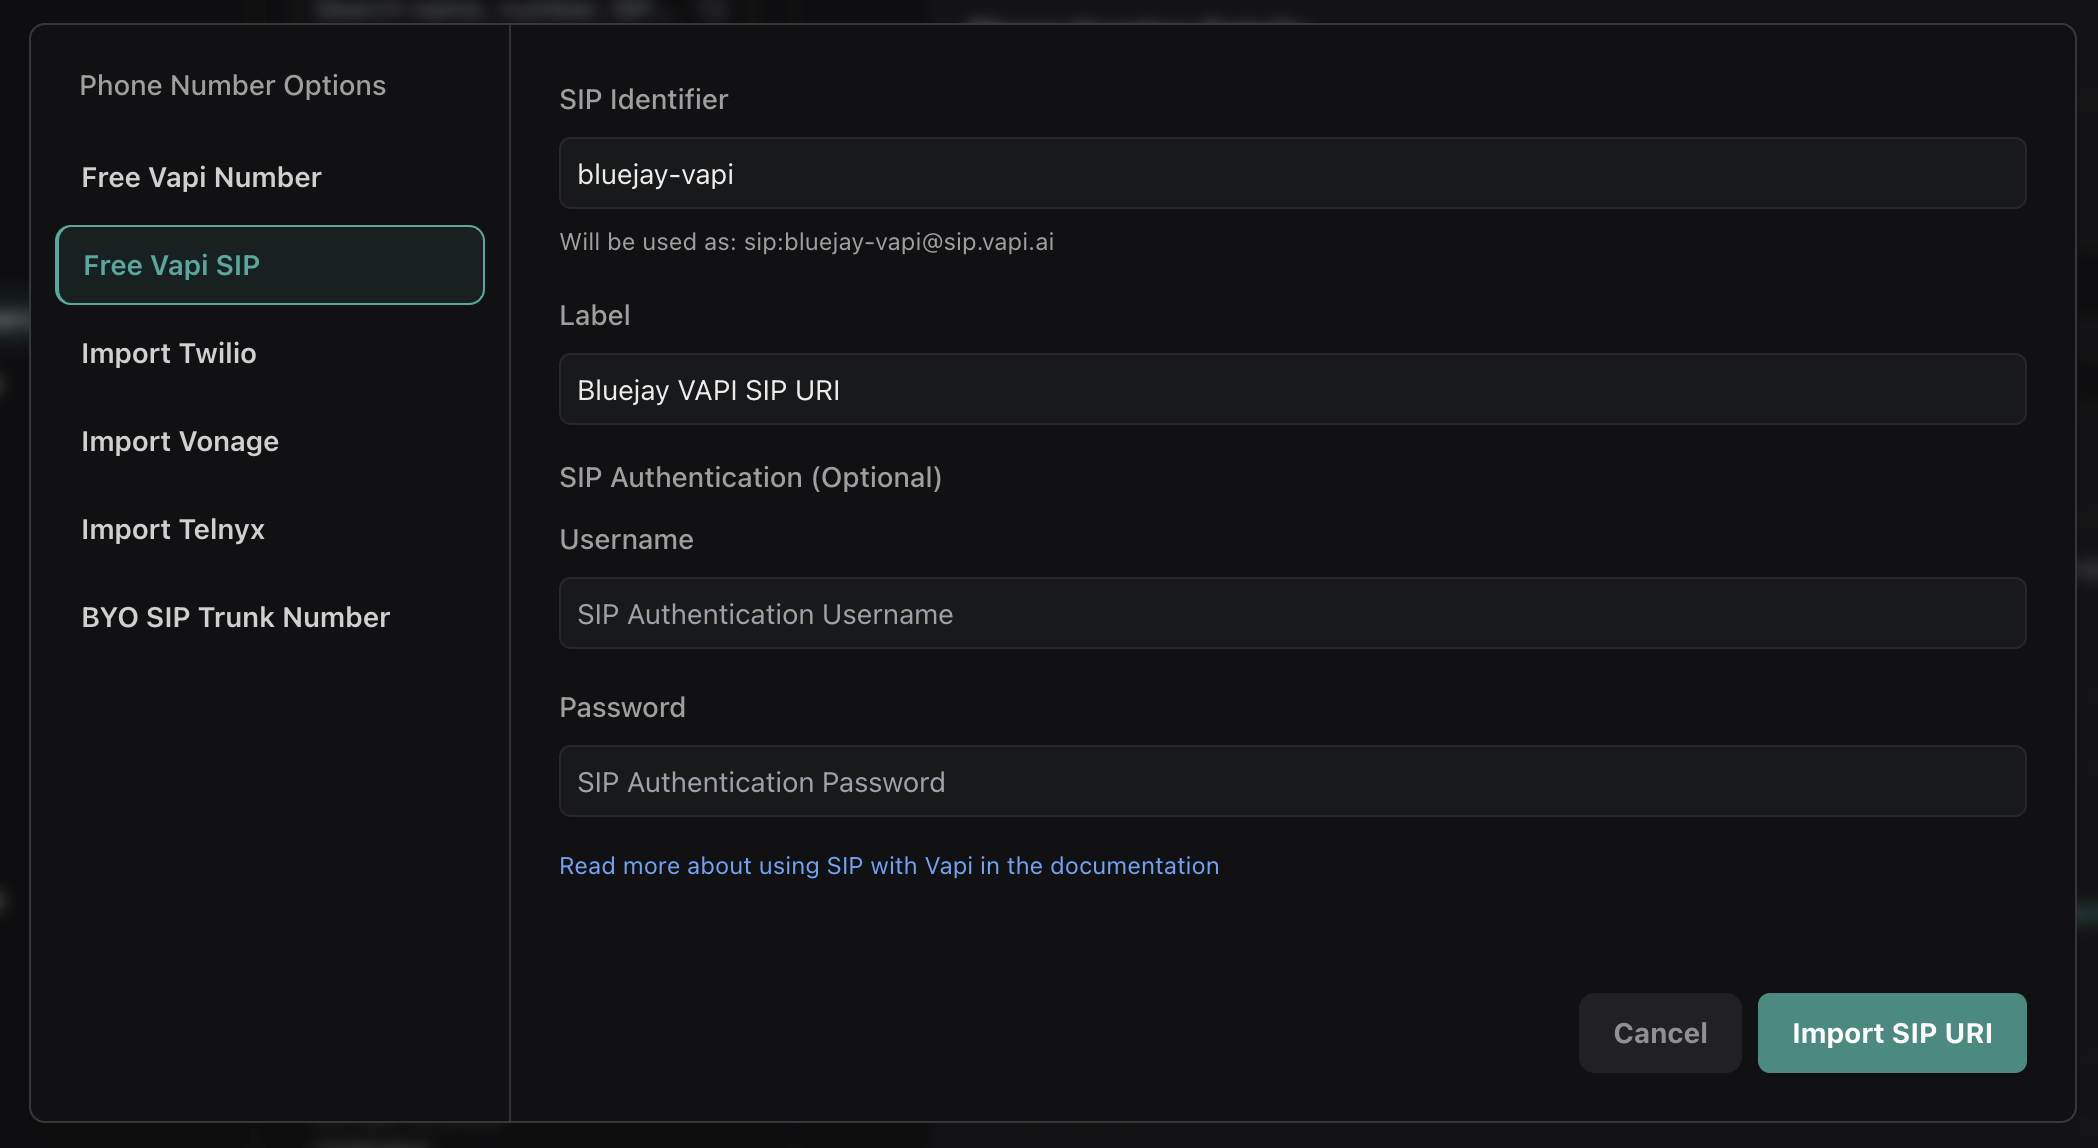 Phone Number Options
Free Vapi Number
Free Vapi SIP
Import Twilio
Import Vonage
Import Telnyx
BYO SIP Trunk Number
SIP Identifier
bluejay-vapi
Will be used as: sip:bluejay-vapi@sip.vapi.ai
Label
Bluejay VAPI SIP URI
SIP Authentication (Optional)
Username
SIP Authentication Username
Password
SIP Authentication Password
Read more about using SIP with Vapi in the documentation
Cancel
Import SIP URI